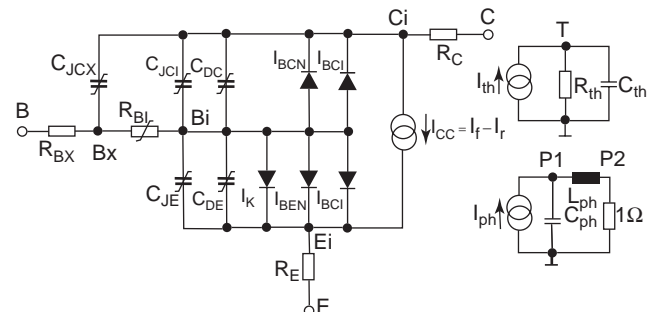 Ci
C
T
C_JCX
C_JCI
C_DC
I_BCN
I_BCI
R_C
I_th
R_th
C_th
B
R_BI
Bi
I_CC = I_f – I_r
R_BX
Bx
P1
P2
C_JE
C_DE
I_K
I_BEN
I_BCI
I_ph
L_ph
C_ph
1Ω
Ei
R_E